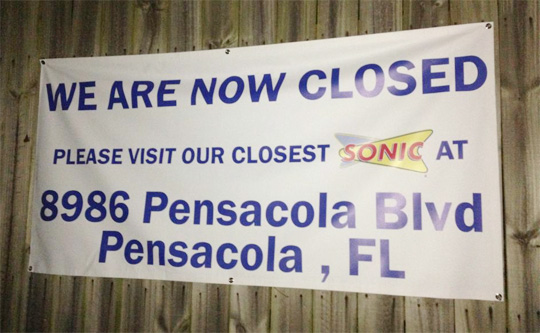 WE ARE NOW CLOSED
PLEASE VISIT OUR CLOSEST SONIC AT
8986 Pensacola Blvd
Pensacola , FL